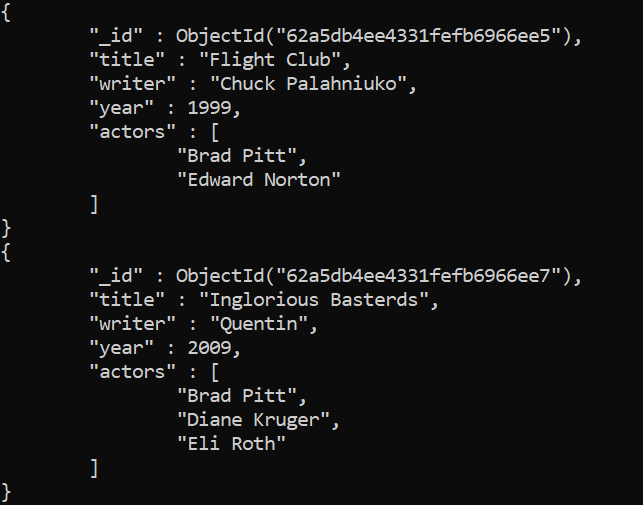 {
"_id" : ObjectId("62a5db4ee4331fefb6966ee5"),
"title" : "Flight Club",
"writer" : "Chuck Palahniuko",
"year" : 1999,
"actors" : [
"Brad Pitt",
"Edward Norton"
]
}
{
"_id" : ObjectId("62a5db4ee4331fefb6966ee7"),
"title" : "Inglorious Basterds",
"writer" : "Quentin",
"year" : 2009,
"actors" : [
"Brad Pitt",
"Diane Kruger",
"Eli Roth"
]
}